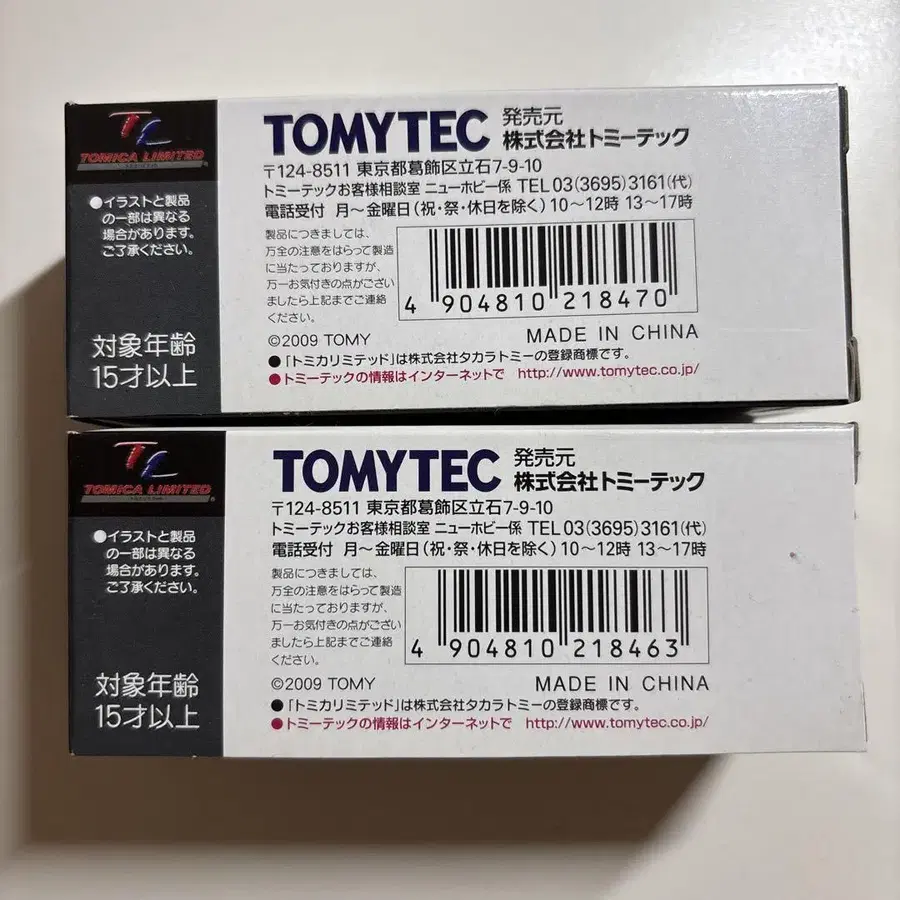 TOMICA LIMITED
●イラストと製品
の一部は異なる
場合があります。
ご了承ください。
対象年齢
15才以上
TOMYTEC 発売元
株式会社トミーテック
〒124-8511 東京都葛飾区立石7-9-10
トミーテックお客様相談室 ニューホビー係 TEL 03(3695)3161(代)
電話受付 月~金曜日(祝・祭・休日を除く)10~12時 13~17時
製品につきましては、
万全の注意をはらって製造
に当たっておりますが、
万一お気付きの点がござい
ましたら上記までご連絡
ください。
4 904810 218470
©2009 TOMY MADE IN CHINA
●「トミカリミテッド」は株式会社タカラトミーの登録商標です。
●トミーテックの情報はインターネットで http://www.tomytec.co.jp/
TOMICA LIMITED
●イラストと製品
の一部は異なる
場合があります。
ご了承ください。
対象年齢
15才以上
TOMYTEC 発売元
株式会社トミーテック
〒124-8511 東京都葛飾区立石7-9-10
トミーテックお客様相談室 ニューホビー係 TEL 03(3695)3161(代)
電話受付 月~金曜日(祝・祭・休日を除く)10~12時 13~17時
製品につきましては、
万全の注意をはらって製造
に当たっておりますが、
万一お気付きの点がござい
ましたら上記までご連絡
ください。
4 904810 218463
©2009 TOMY MADE IN CHINA
●「トミカリミテッド」は株式会社タカラトミーの登録商標です。
●トミーテックの情報はインターネットで http://www.tomytec.co.jp/